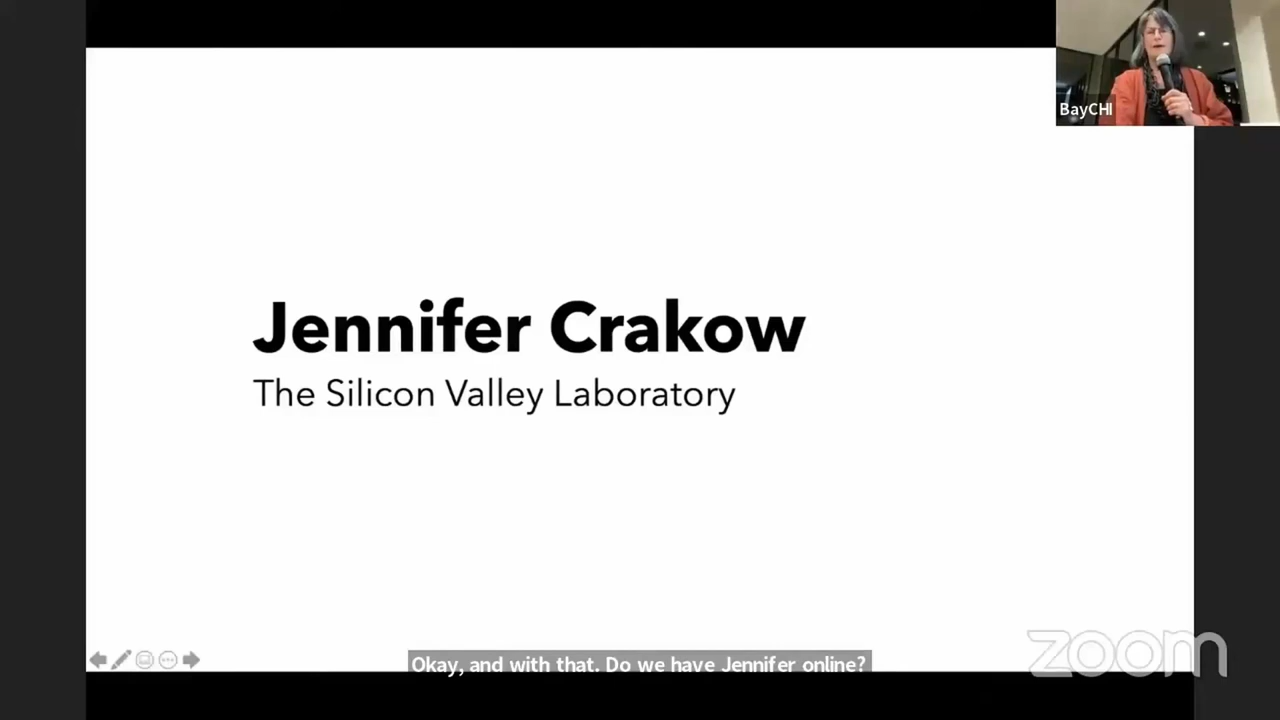 BayCHI
Jennifer Crakow
The Silicon Valley Laboratory
Okay, and with that. Do we have Jennifer online?
zoom